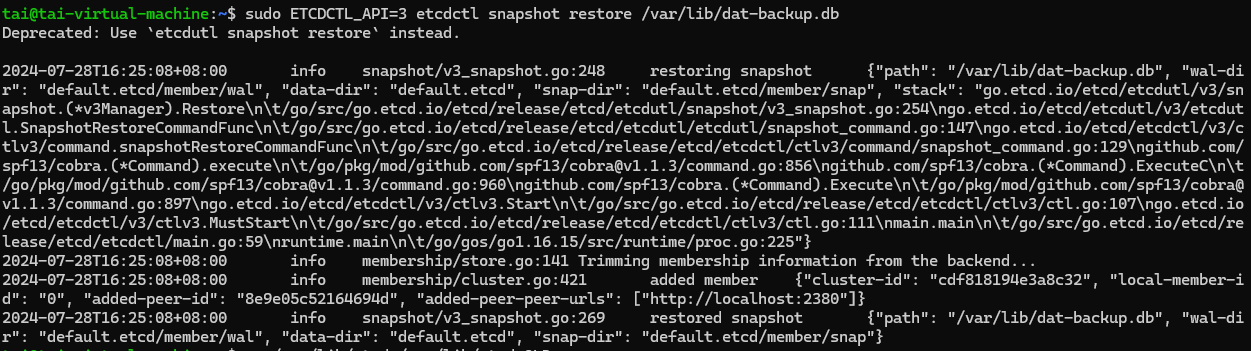 tai@tai-virtual-machine:~$ sudo ETCDCTL_API=3 etcdctl snapshot restore /var/lib/dat-backup.db
Deprecated: Use `etcdutl snapshot restore` instead.
2024-07-28T16:25:08+08:00 info snapshot/v3_snapshot.go:248 restoring snapshot {"path": "/var/lib/dat-backup.db", "wal-di
r": "default.etcd/member/wal", "data-dir": "default.etcd", "snap-dir": "default.etcd/member/snap", "stack": "go.etcd.io/etcd/etcdutl/v3/sn
apshot.(*v3Manager).Restore\n\t/go/src/go.etcd.io/etcd/release/etcd/etcdutl/snapshot/v3_snapshot.go:254\ngo.etcd.io/etcd/etcdutl/v3/etcdut
l.SnapshotRestoreCommandFunc\n\t/go/src/go.etcd.io/etcd/release/etcd/etcdutl/etcdutl/snapshot_command.go:147\ngo.etcd.io/etcd/etcdctl/v3/c
tlv3/command.snapshotRestoreCommandFunc\n\t/go/src/go.etcd.io/etcd/release/etcd/etcdctl/ctlv3/command/snapshot_command.go:129\ngithub.com/
spf13/cobra.(*Command).execute\n\t/go/pkg/mod/github.com/spf13/cobra@v1.1.3/command.go:856\ngithub.com/spf13/cobra.(*Command).ExecuteC\n\t
/go/pkg/mod/github.com/spf13/cobra@v1.1.3/command.go:960\ngithub.com/spf13/cobra.(*Command).Execute\n\t/go/pkg/mod/github.com/spf13/cobra@
v1.1.3/command.go:897\ngo.etcd.io/etcd/etcdctl/v3/ctlv3.Start\n\t/go/src/go.etcd.io/etcd/release/etcd/etcdctl/ctlv3/ctl.go:107\ngo.etcd.io
/etcd/etcdctl/v3/ctlv3.MustStart\n\t/go/src/go.etcd.io/etcd/release/etcd/etcdctl/ctlv3/ctl.go:111\nmain.main\n\t/go/src/go.etcd.io/etcd/re
lease/etcd/etcdctl/main.go:59\nruntime.main\n\t/go/gos/go1.16.15/src/runtime/proc.go:225"}
2024-07-28T16:25:08+08:00 info membership/store.go:141 Trimming membership information from the backend...
2024-07-28T16:25:08+08:00 info membership/cluster.go:421 added member {"cluster-id": "cdf818194e3a8c32", "local-member-i
d": "0", "added-peer-id": "8e9e05c52164694d", "added-peer-peer-urls": ["http://localhost:2380"]}
2024-07-28T16:25:08+08:00 info snapshot/v3_snapshot.go:269 restored snapshot {"path": "/var/lib/dat-backup.db", "wal-di
r": "default.etcd/member/wal", "data-dir": "default.etcd", "snap-dir": "default.etcd/member/snap"}